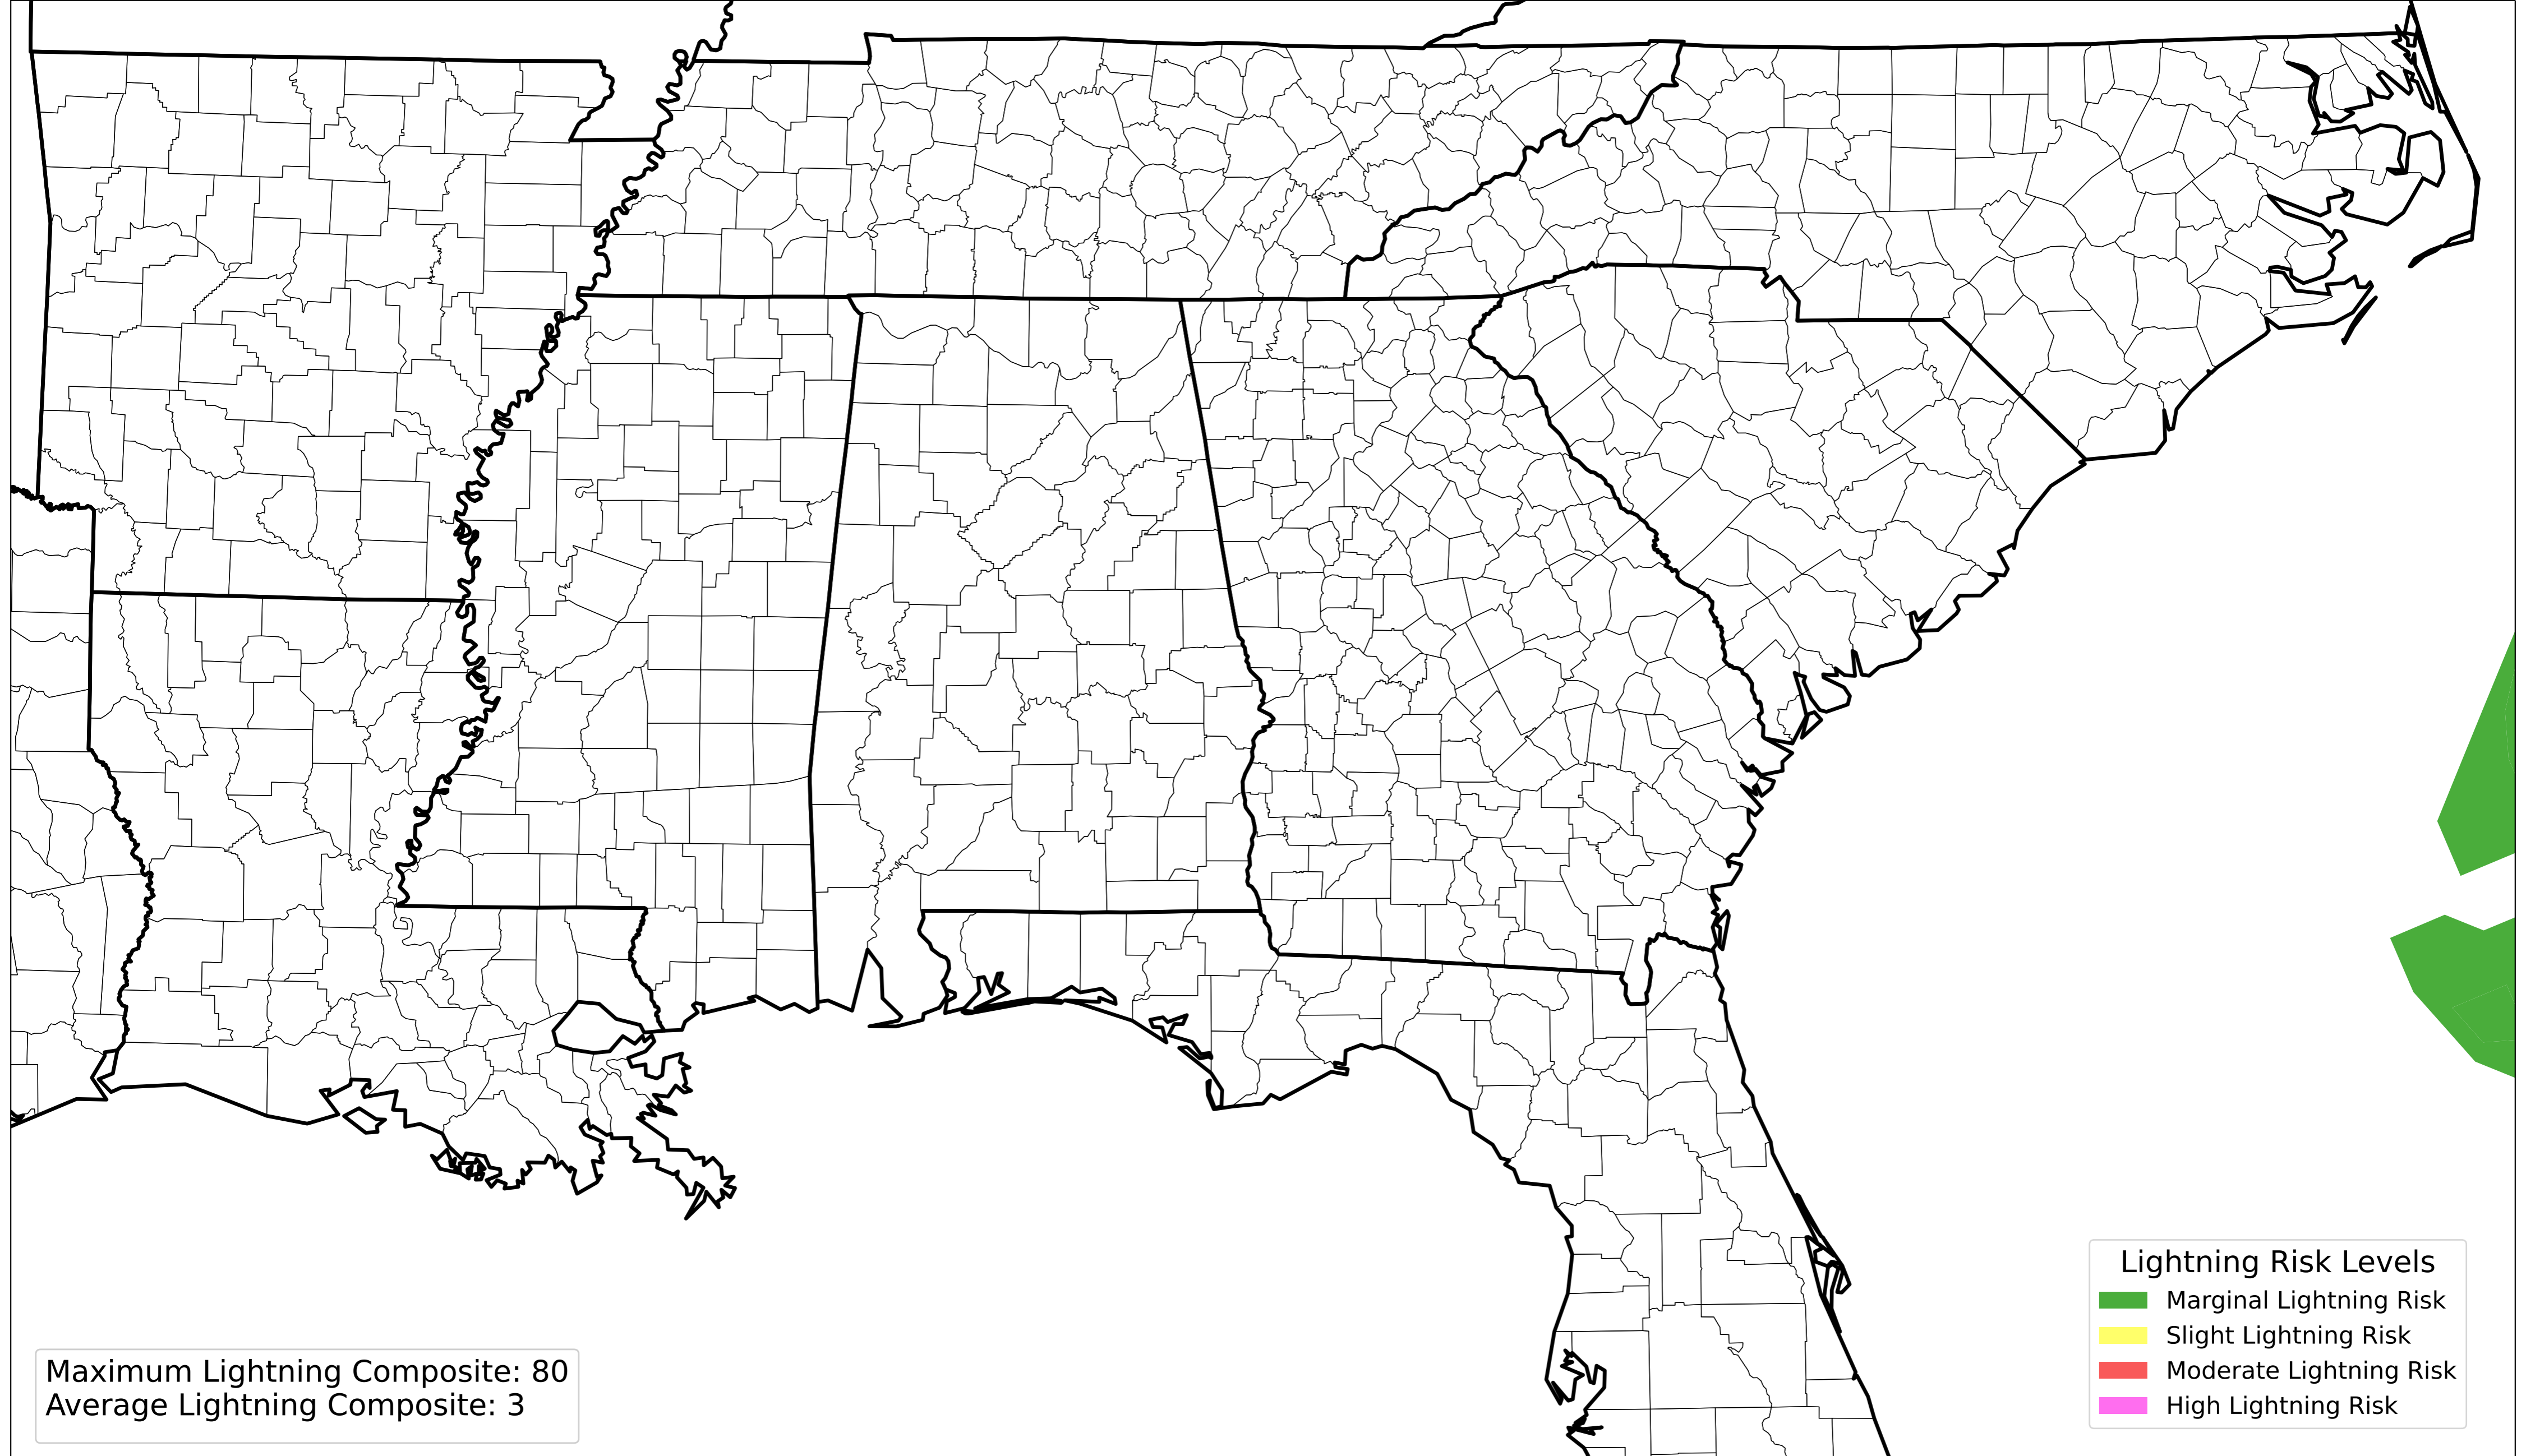 Lightning Risk Levels
Marginal Lightning Risk
Slight Lightning Risk
Moderate Lightning Risk
High Lightning Risk
Maximum Lightning Composite: 80
Average Lightning Composite: 3